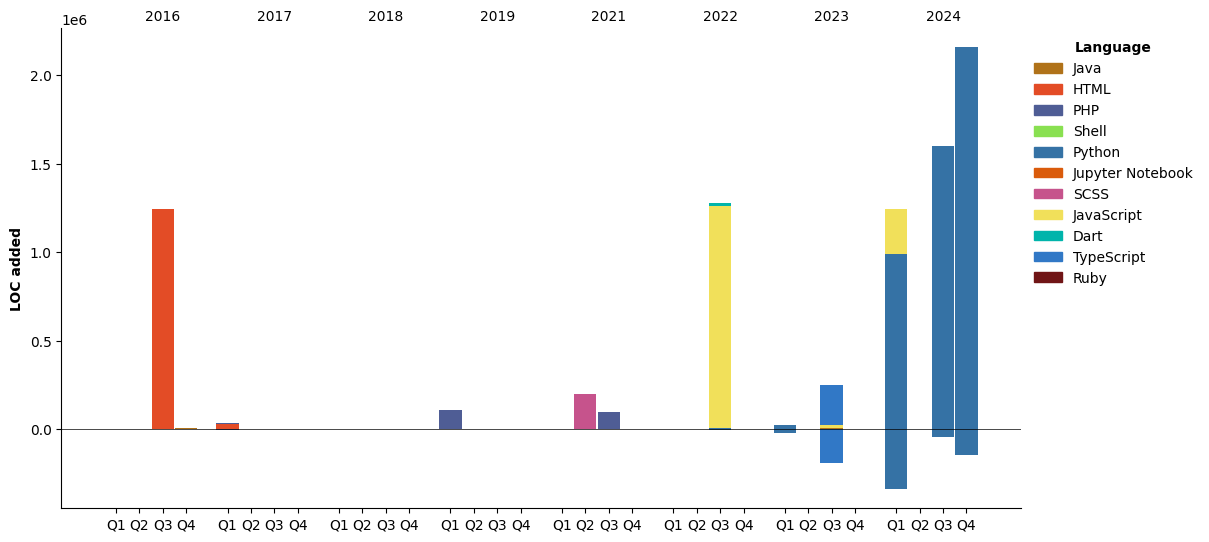 1e6
2016 2017 2018 2019 2021 2022 2023 2024
LOC added
2.0
1.5
1.0
0.5
0.0
Q1 Q2 Q3 Q4 Q1 Q2 Q3 Q4 Q1 Q2 Q3 Q4 Q1 Q2 Q3 Q4 Q1 Q2 Q3 Q4 Q1 Q2 Q3 Q4 Q1 Q2 Q3 Q4 Q1 Q2 Q3 Q4
Language
Java
HTML
PHP
Shell
Python
Jupyter Notebook
SCSS
JavaScript
Dart
TypeScript
Ruby